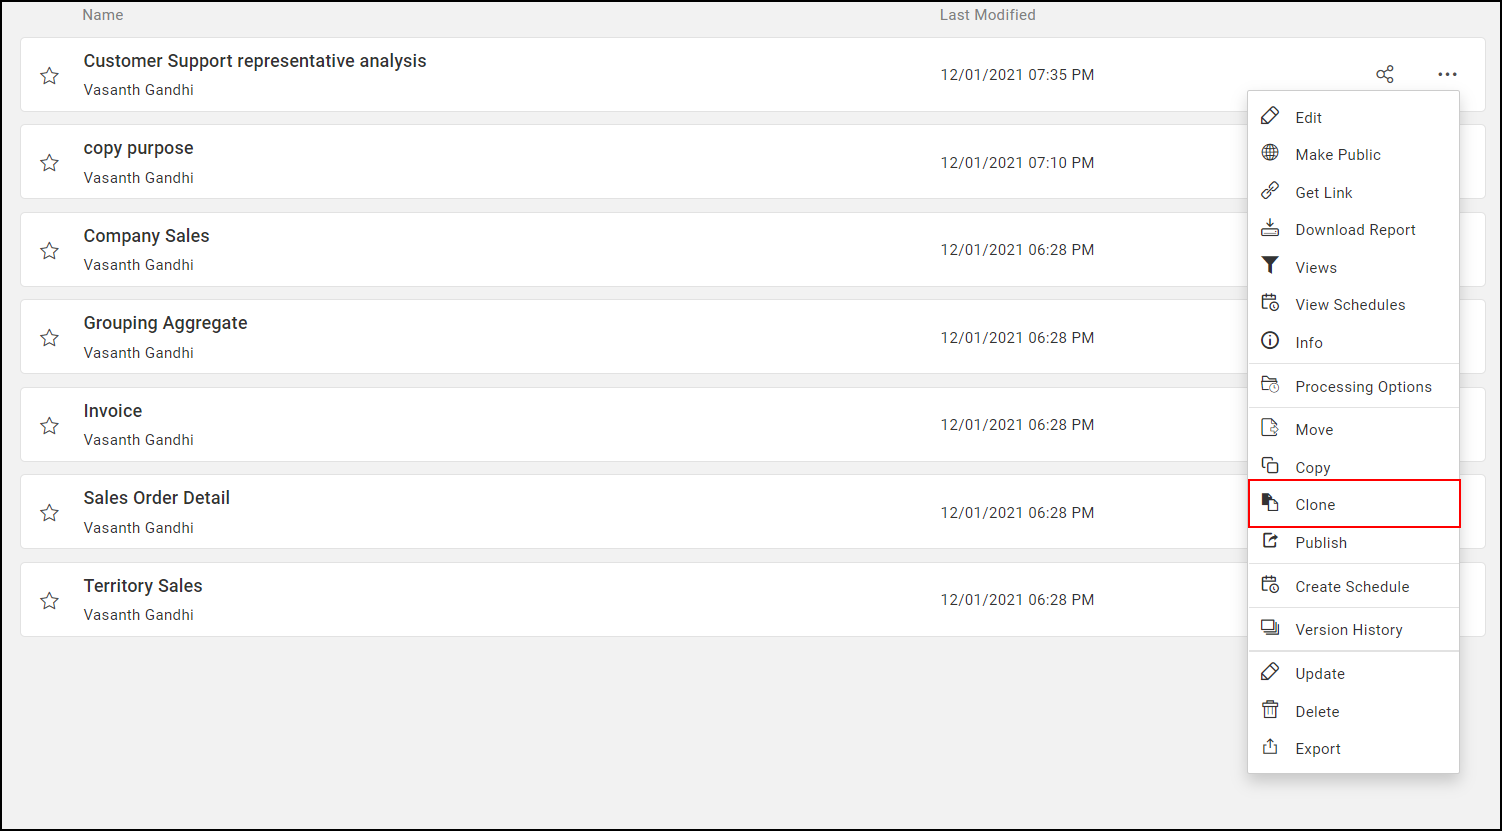 Name Last Modified
Customer Support representative analysis
Vasanth Gandhi
12/01/2021 07:35 PM
copy purpose
Vasanth Gandhi
12/01/2021 07:10 PM
Company Sales
Vasanth Gandhi
12/01/2021 06:28 PM
Grouping Aggregate
Vasanth Gandhi
12/01/2021 06:28 PM
Invoice
Vasanth Gandhi
12/01/2021 06:28 PM
Sales Order Detail
Vasanth Gandhi
12/01/2021 06:28 PM
Territory Sales
Vasanth Gandhi
12/01/2021 06:28 PM
Edit
Make Public
Get Link
Download Report
Views
View Schedules
Info
Processing Options
Move
Copy
Clone
Publish
Create Schedule
Version History
Update
Delete
Export